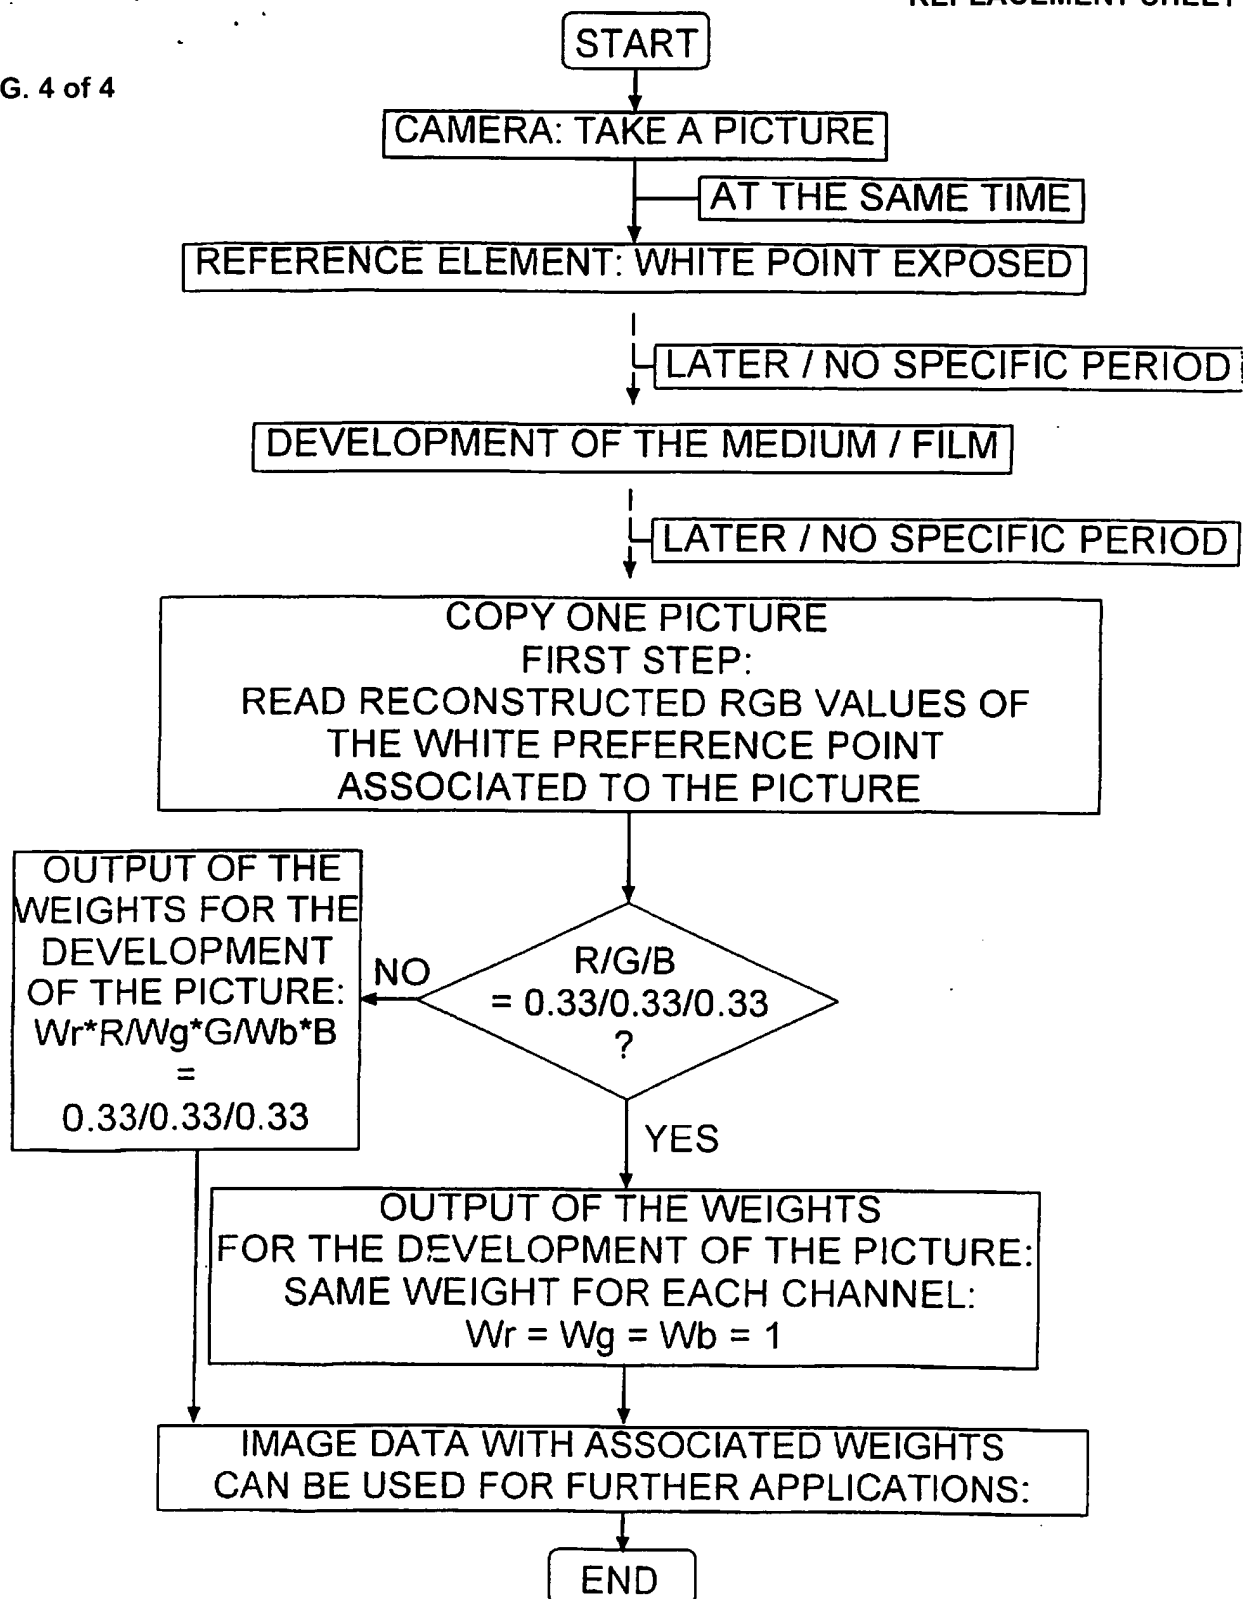 REPLACEMENT SHEET
START
G. 4 of 4
CAMERA: TAKE A PICTURE
AT THE SAME TIME
REFERENCE ELEMENT: WHITE POINT EXPOSED
LATER / NO SPECIFIC PERIOD
DEVELOPMENT OF THE MEDIUM / FILM
LATER / NO SPECIFIC PERIOD
COPY ONE PICTURE
FIRST STEP:
READ RECONSTRUCTED RGB VALUES OF
THE WHITE PREFERENCE POINT
ASSOCIATED TO THE PICTURE
OUTPUT OF THE
WEIGHTS FOR THE
DEVELOPMENT
OF THE PICTURE:
Wr*R/Wg*G/Wb*B
=
0.33/0.33/0.33
NO
R/G/B
= 0.33/0.33/0.33
?
YES
OUTPUT OF THE WEIGHTS
FOR THE DEVELOPMENT OF THE PICTURE:
SAME WEIGHT FOR EACH CHANNEL:
Wr = Wg = Wb = 1
IMAGE DATA WITH ASSOCIATED WEIGHTS
CAN BE USED FOR FURTHER APPLICATIONS:
END